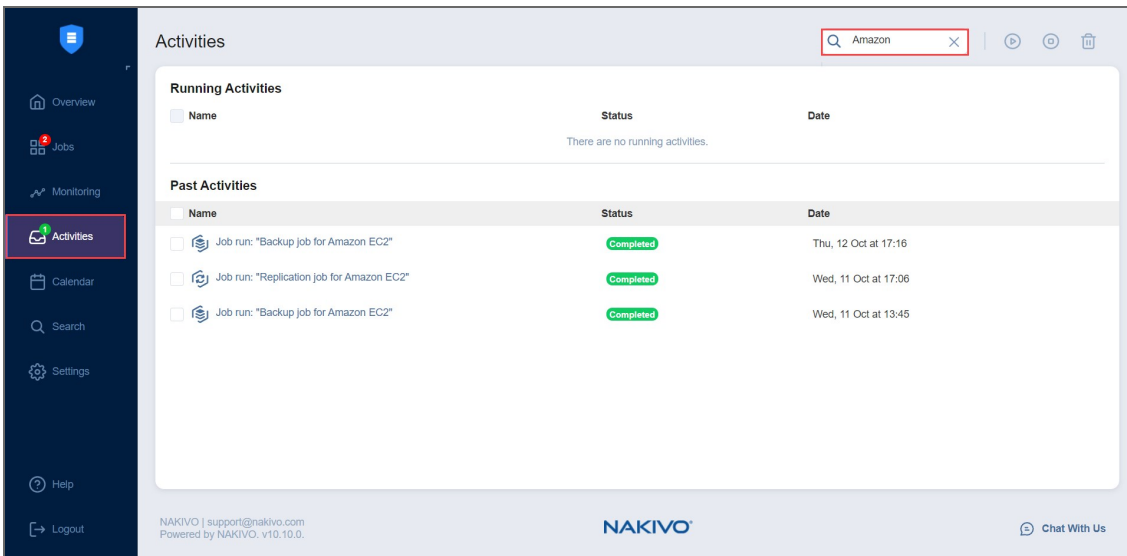 Activities
Amazon
Overview
2
Jobs
Monitoring
1
Activities
Calendar
Search
Settings
Help
Logout
Running Activities
Name Status Date
There are no running activities.
Past Activities
Name Status Date
Job run: "Backup job for Amazon EC2" Completed Thu, 12 Oct at 17:16
Job run: "Replication job for Amazon EC2" Completed Wed, 11 Oct at 17:06
Job run: "Backup job for Amazon EC2" Completed Wed, 11 Oct at 13:45
NAKIVO | support@nakivo.com
Powered by NAKIVO. v10.10.0.
NAKIVO®
Chat With Us